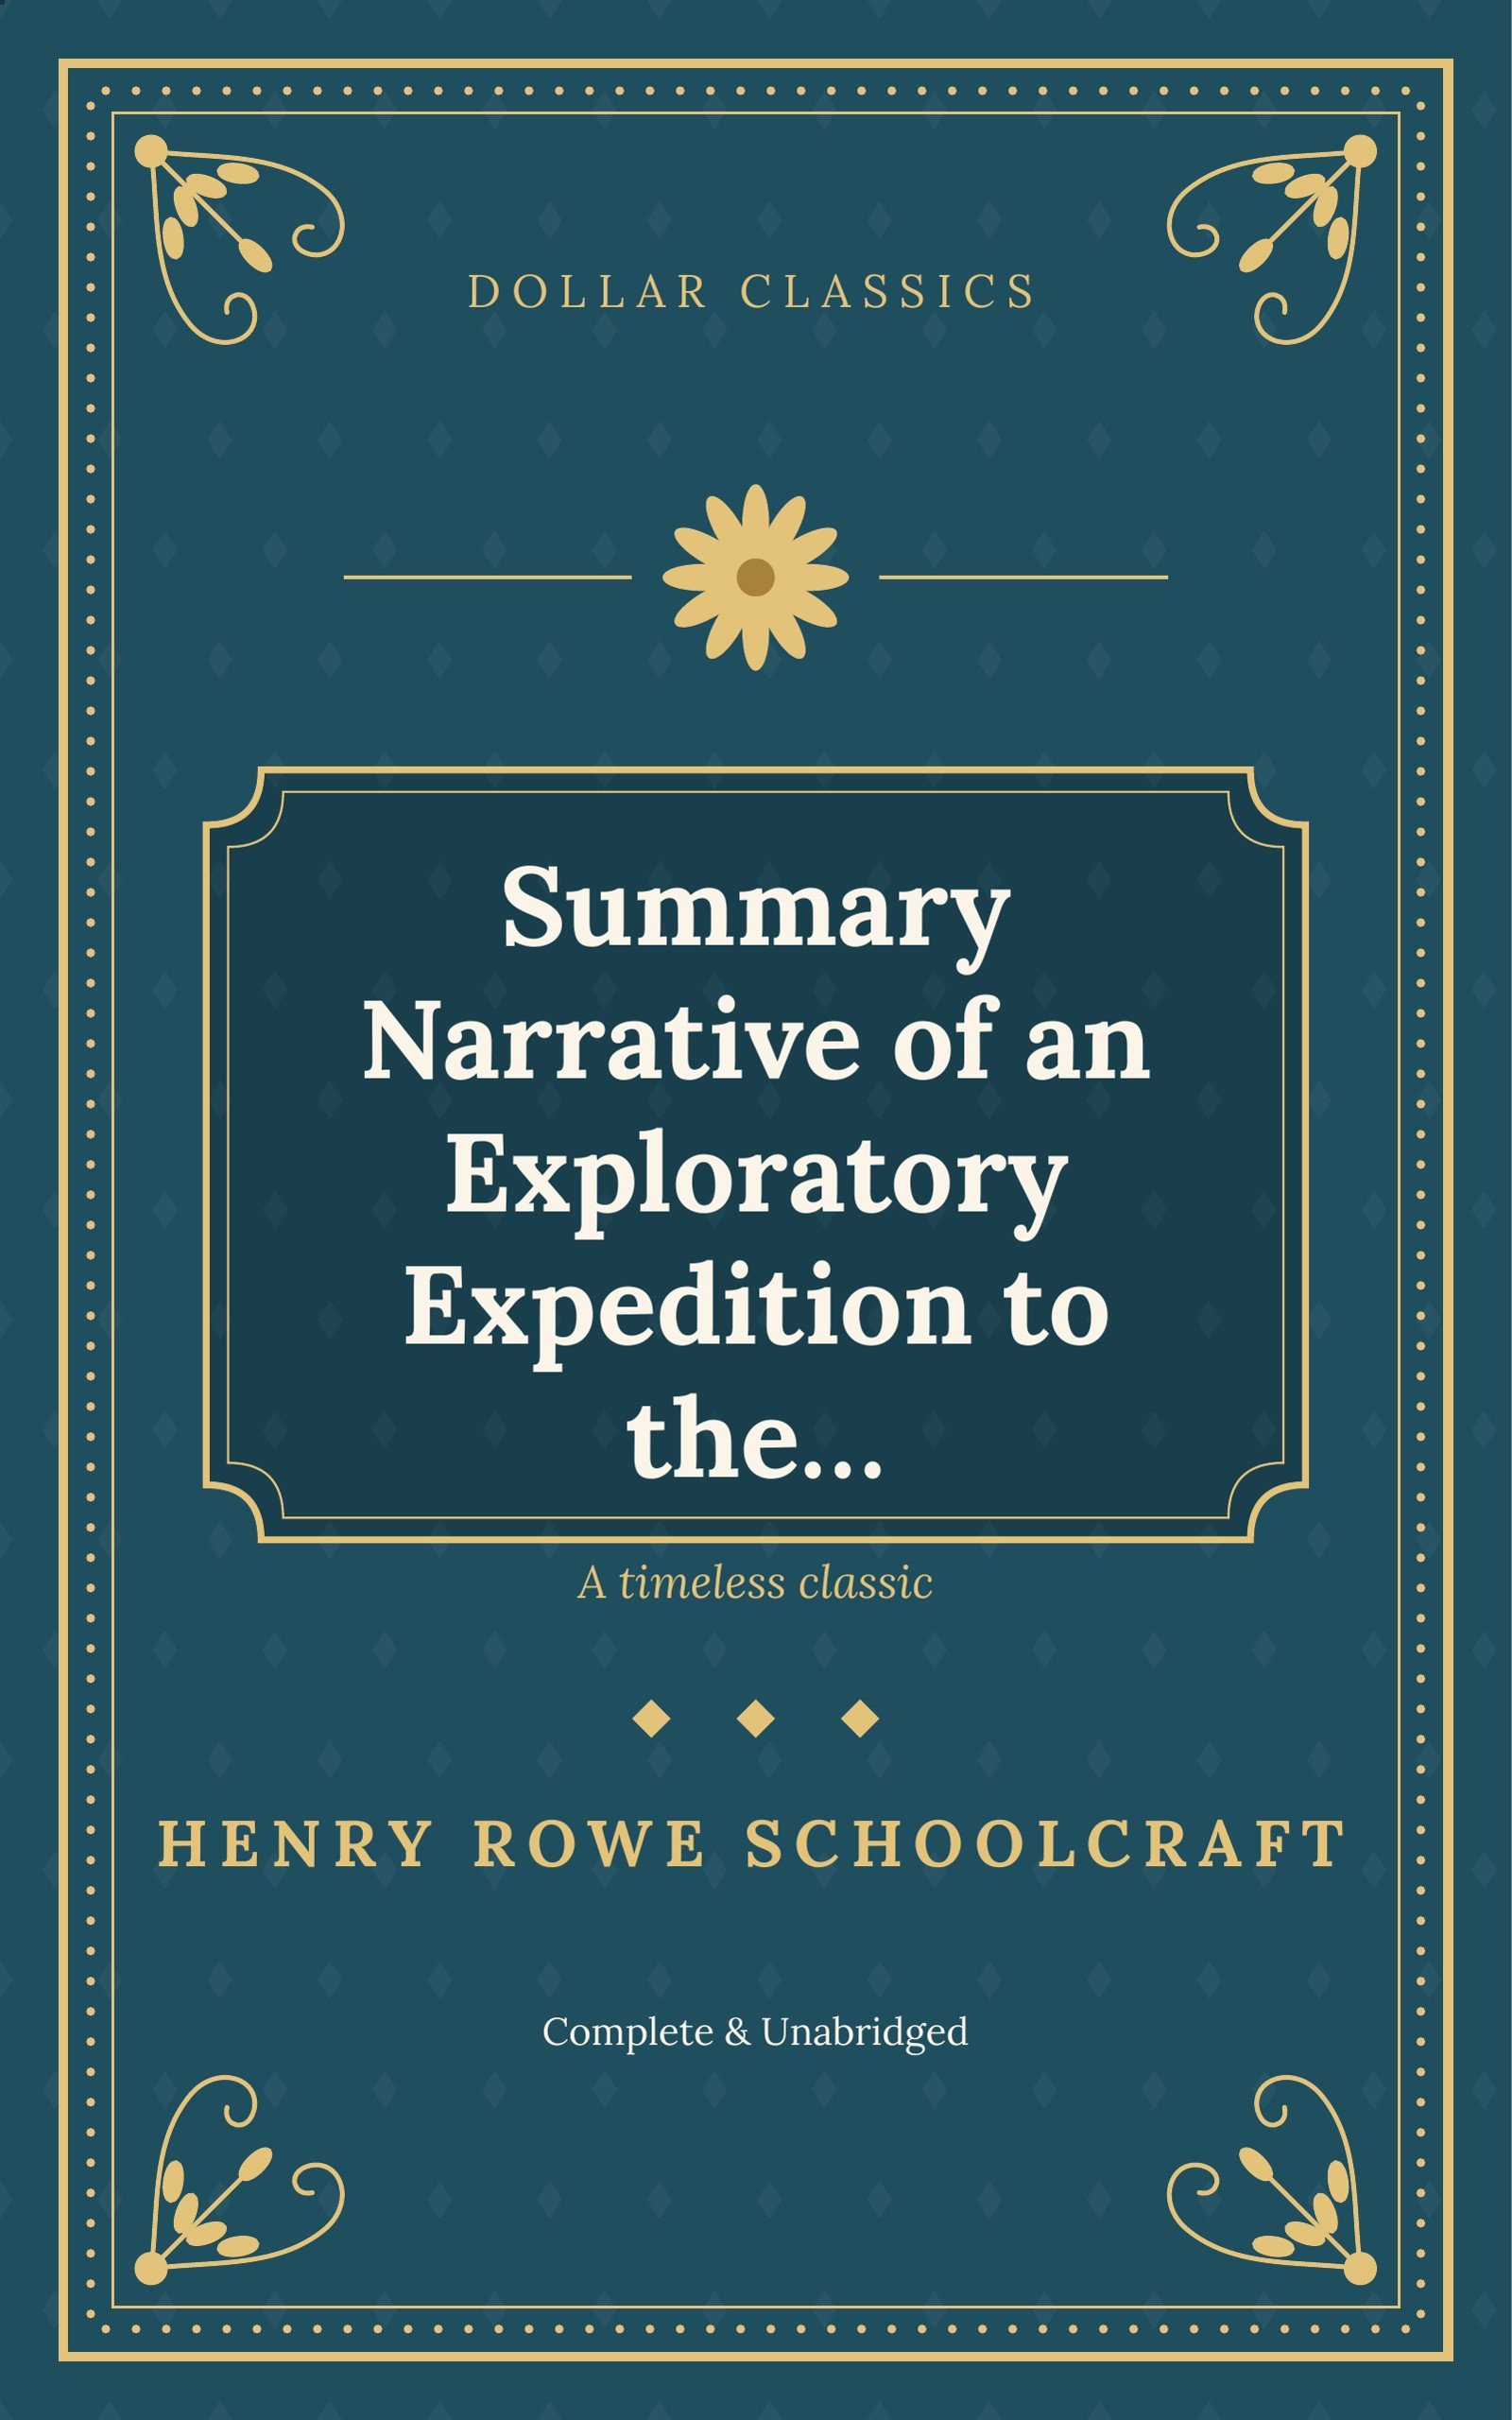 DOLLAR CLASSICS
Summary
Narrative of an
Exploratory
Expedition to
the...
A timeless classic
HENRY ROWE SCHOOLCRAFT
Complete & Unabridged